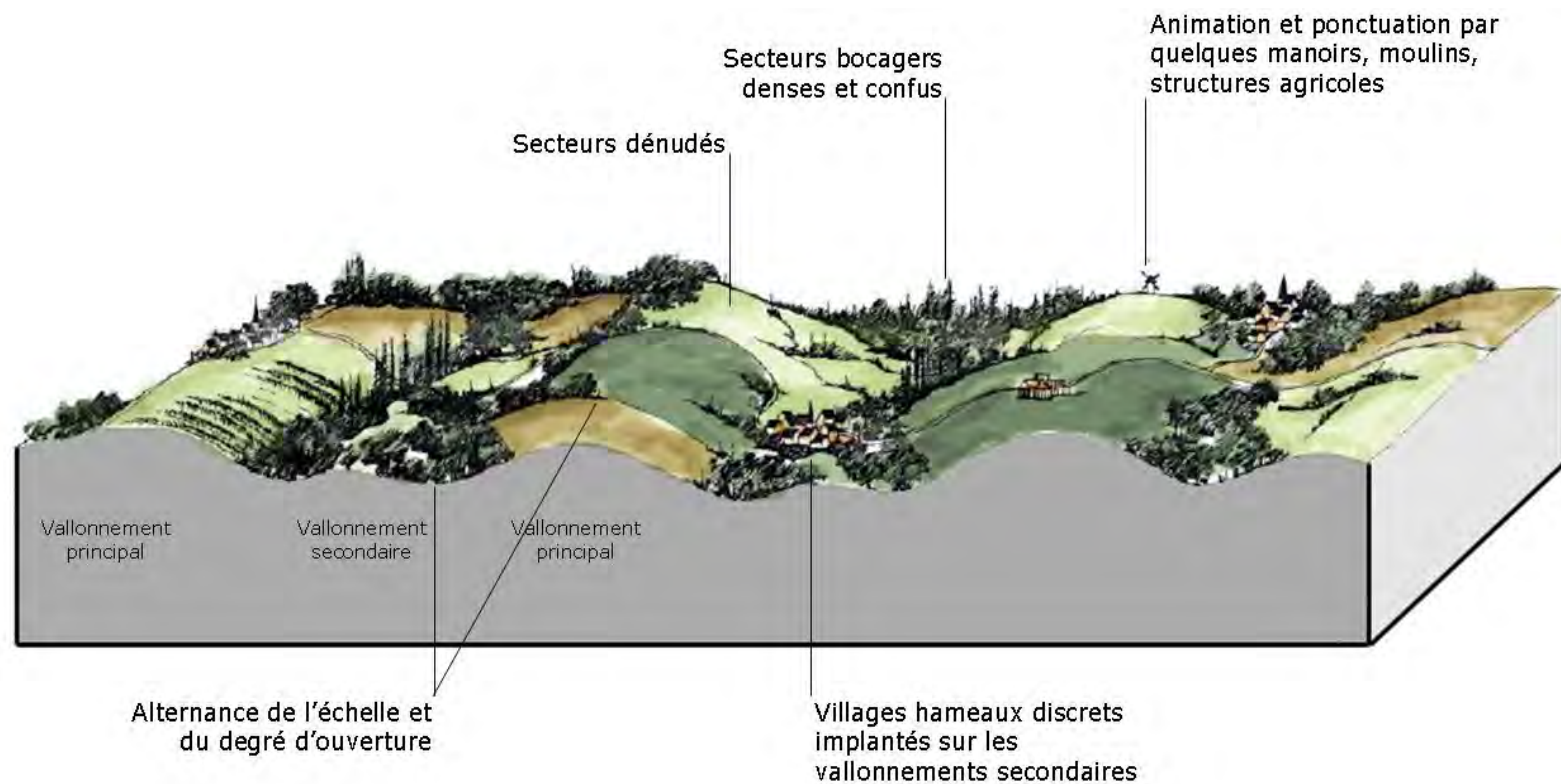 Animation et ponctuation par
quelques manoirs, moulins,
structures agricoles
Secteurs bocagers
denses et confus
Secteurs dénudés
Vallonnement
principal
Vallonnement
secondaire
Vallonnement
principal
Alternance de l'échelle et
du degré d'ouverture
Villages hameaux discrets
implantés sur les
vallonnements secondaires